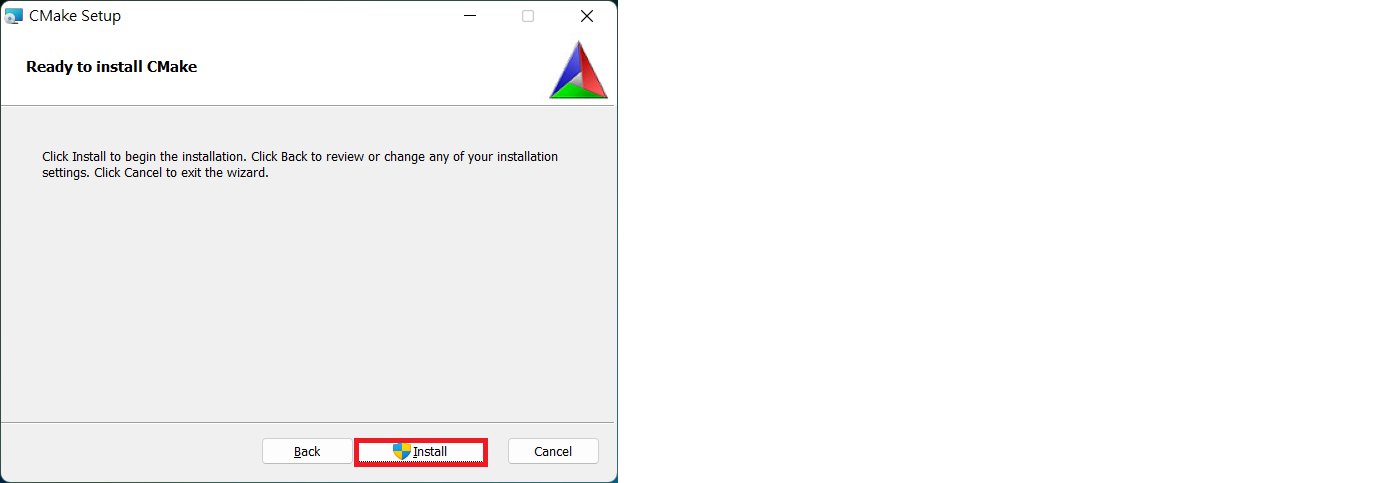 CMake Setup
Ready to install CMake
Click Install to begin the installation. Click Back to review or change any of your installation
settings. Click Cancel to exit the wizard.
Back
Install
Cancel